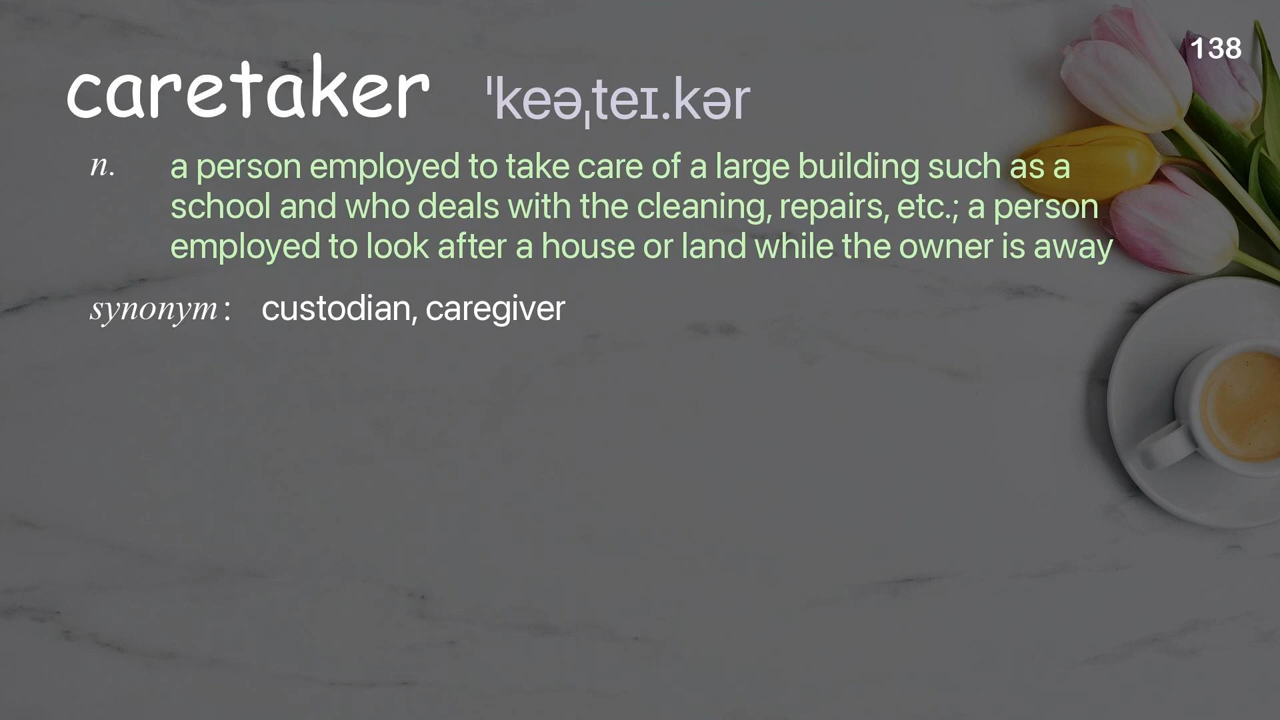 138
caretaker ˈkeəˌteɪ.kər
n. a person employed to take care of a large building such as a
school and who deals with the cleaning, repairs, etc.; a person
employed to look after a house or land while the owner is away
synonym: custodian, caregiver